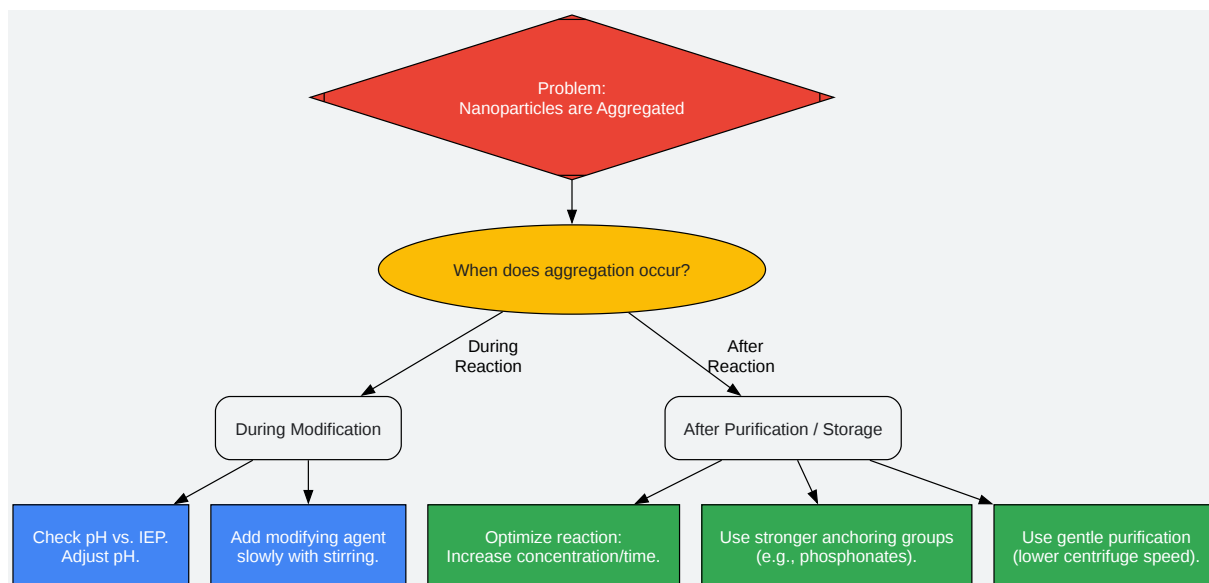 Problem:
Nanoparticles are Aggregated
When does aggregation occur?
During
Reaction
After
Reaction
During Modification
After Purification / Storage
Check pH vs. IEP.
Adjust pH.
Add modifying agent
slowly with stirring.
Optimize reaction:
Increase concentration/time.
Use stronger anchoring groups
(e.g., phosphonates).
Use gentle purification
(lower centrifuge speed).